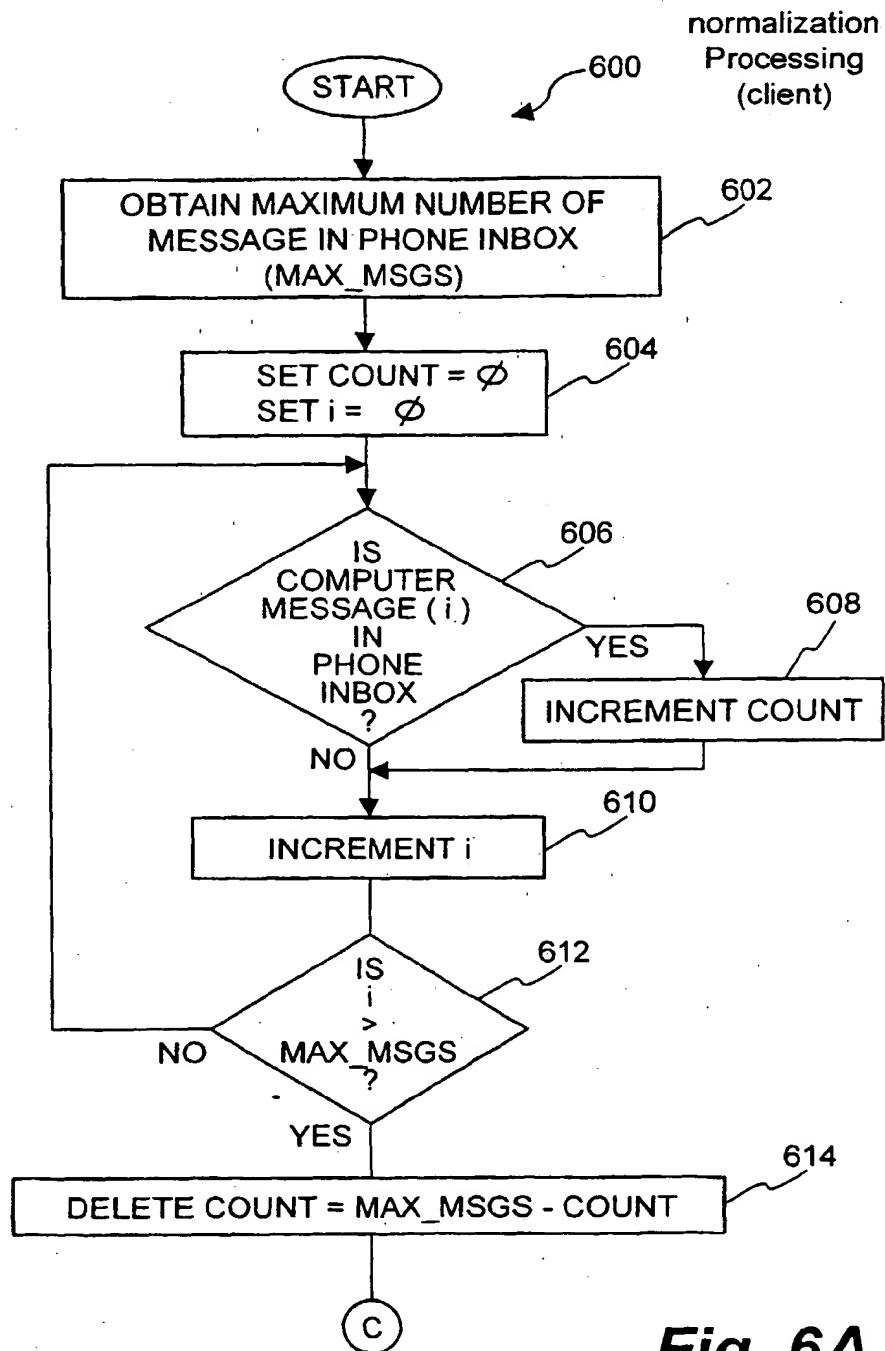 normalization
Processing
(client)
600
START
OBTAIN MAXIMUM NUMBER OF
MESSAGE IN PHONE INBOX
(MAX_MSGS)
602
SET COUNT = Ø
SET i = Ø
604
IS
COMPUTER
MESSAGE (i)
IN
PHONE
INBOX
?
606
YES
608
INCREMENT COUNT
NO
610
INCREMENT i
IS
i
>
MAX_MSGS
?
612
NO
YES
614
DELETE COUNT = MAX_MSGS - COUNT
C
Fig. 6A